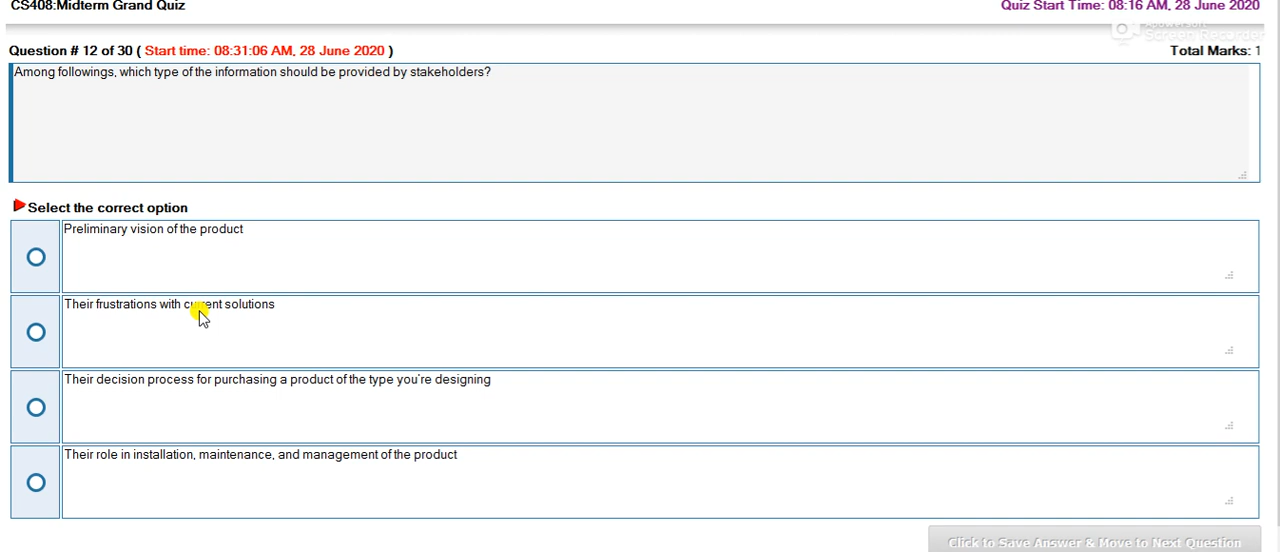 CS408:Midterm Grand Quiz
Quiz Start Time: 08:16 AM, 28 June 2020
Apowersoft
Screen Recorder
Question # 12 of 30 ( Start time: 08:31:06 AM, 28 June 2020 )
Total Marks: 1
Among followings, which type of the information should be provided by stakeholders?
Select the correct option
Preliminary vision of the product
Their frustrations with current solutions
Their decision process for purchasing a product of the type you're designing
Their role in installation, maintenance, and management of the product
Click to Save Answer & Move to Next Question